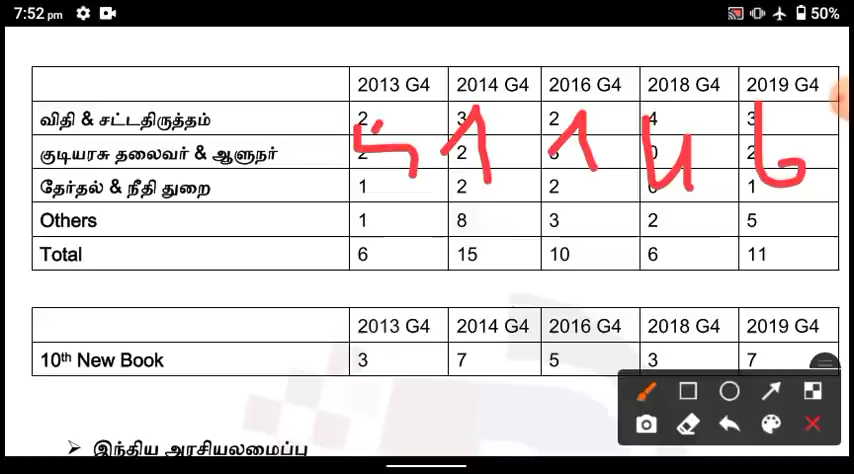 7:52 pm 50%
2013 G4 2014 G4 2016 G4 2018 G4 2019 G4
விதி & சட்டதிருத்தம் 2 3 2 4 3
குடியரசு தலைவர் & ஆளுநர் 2 2 0 2
தேர்தல் & நீதி துறை 1 2 2 1
Others 1 8 3 2 5
Total 6 15 10 6 11
2013 G4 2014 G4 2016 G4 2018 G4 2019 G4
10th New Book 3 7 5 3 7
➢ இந்திய அரசியலமைப்பு